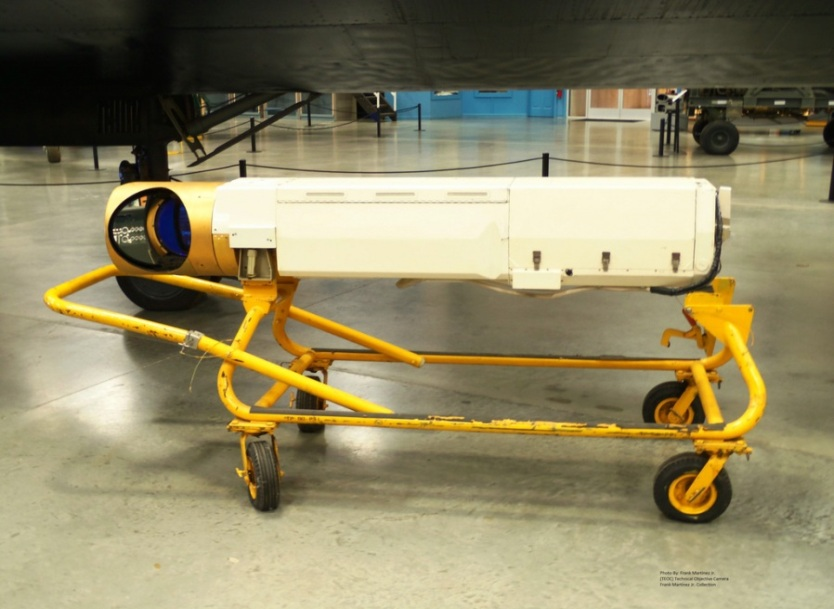 Photo By: Frank Martinez Jr.
(TEOC) Technical Objective Camera
Frank Martinez Jr. Collection